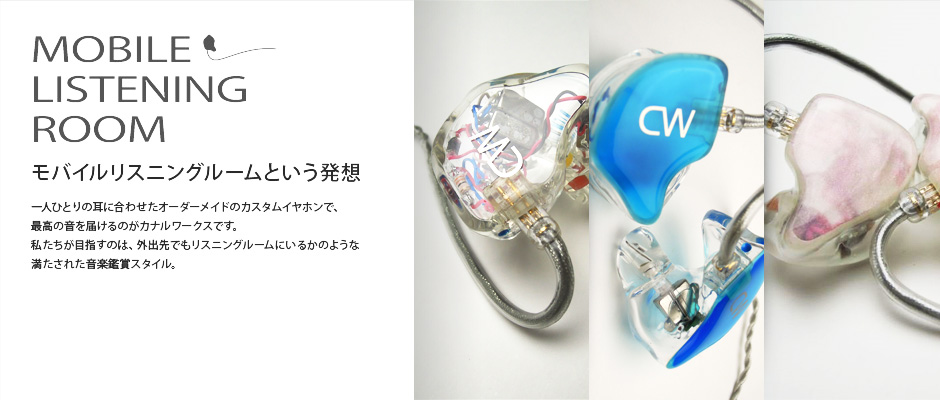 MOBILE
LISTENING
ROOM
モバイルリスニングルームという発想
一人ひとりの耳に合わせたオーダーメイドのカスタムイヤホンで、
最高の音を届けるのがカナルワークスです。
私たちが目指すのは、外出先でもリスニングルームにいるかのような
満たされた音楽鑑賞スタイル。
CW
CW